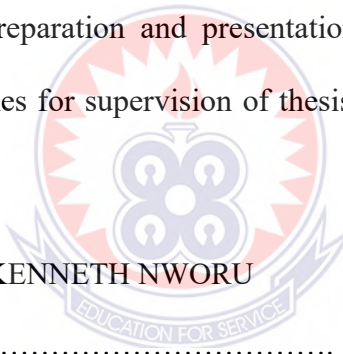 reparation and presentation
es for supervision of thesis
KENNETH NWORU
EDUCATION FOR SERVICE
………………………………